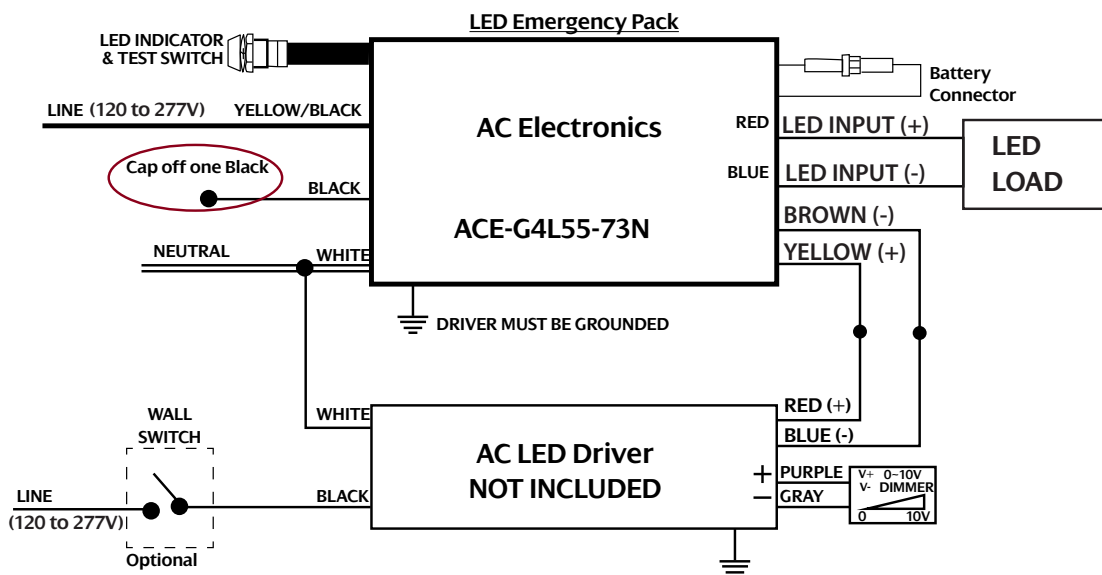 LED Emergency Pack
LED INDICATOR
& TEST SWITCH
Battery
Connector
LINE (120 to 277V)
YELLOW/BLACK
AC Electronics
RED
LED INPUT (+)
LED
LOAD
Cap off one Black
BLACK
BLUE
LED INPUT (-)
ACE-G4L55-73N
BROWN (-)
NEUTRAL
WHITE
YELLOW (+)
DRIVER MUST BE GROUNDED
WALL
SWITCH
WHITE
RED (+)
BLUE (-)
AC LED Driver
NOT INCLUDED
+ PURPLE
− GRAY
V+ 0~10V
V- DIMMER
0 10V
LINE
(120 to 277V)
BLACK
Optional